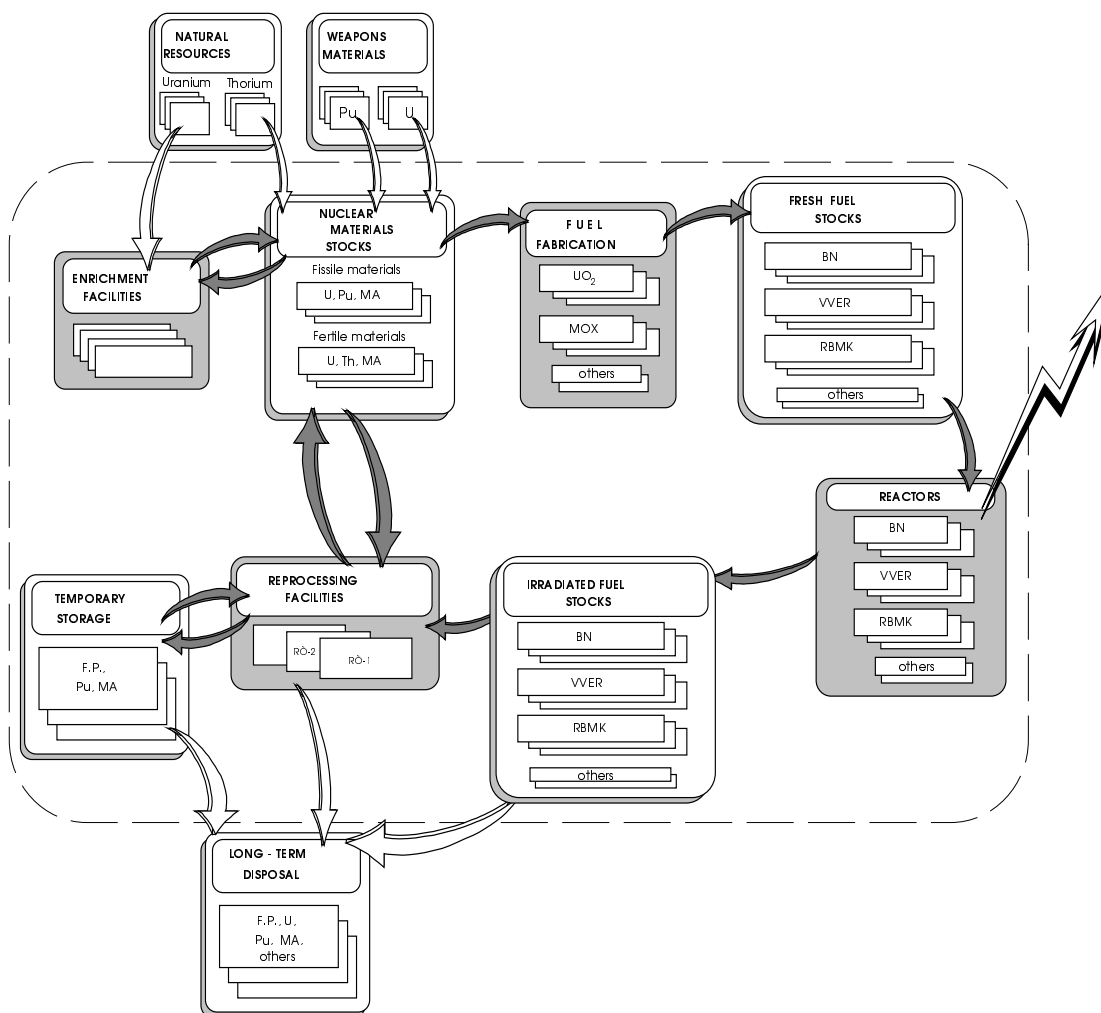 NATURAL
RESOURCES
Uranium
Thorium
WEAPONS
MATERIALS
Pu
U
ENRICHMENT
FACILITIES
NUCLEAR
MATERIALS
STOCKS
Fissile materials
U, Pu, MA
Fertile materials
U, Th, MA
FUEL
FABRICATION
UO2
MOX
others
FRESH FUEL
STOCKS
BN
VVER
RBMK
others
REACTORS
BN
VVER
RBMK
others
TEMPORARY
STORAGE
F.P.,
Pu, MA
REPROCESSING
FACILITIES
RÒ-2
RÒ-1
IRRADIATED FUEL
STOCKS
BN
VVER
RBMK
others
LONG - TERM
DISPOSAL
F.P., U,
Pu, MA,
others